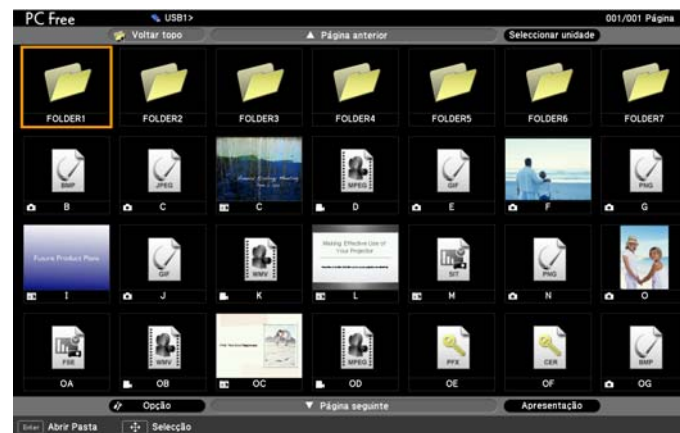 PC Free USB1> 001/001 Página
Voltar topo ▲ Página anterior Seleccionar unidade
FOLDER1 FOLDER2 FOLDER3 FOLDER4 FOLDER5 FOLDER6 FOLDER7
BMP JPEG MPEG GIF PNG
B C C D E F G
Future Product Plans GIF WMV Making Effective Use of SIT PNG
Your Projector
I J K L M N O
FSE WMV MPEG PFX CER BMP
OA OB OC OD OE OF OG
Opção ▼ Página seguinte Apresentação
Enter Abrir Pasta Selecção